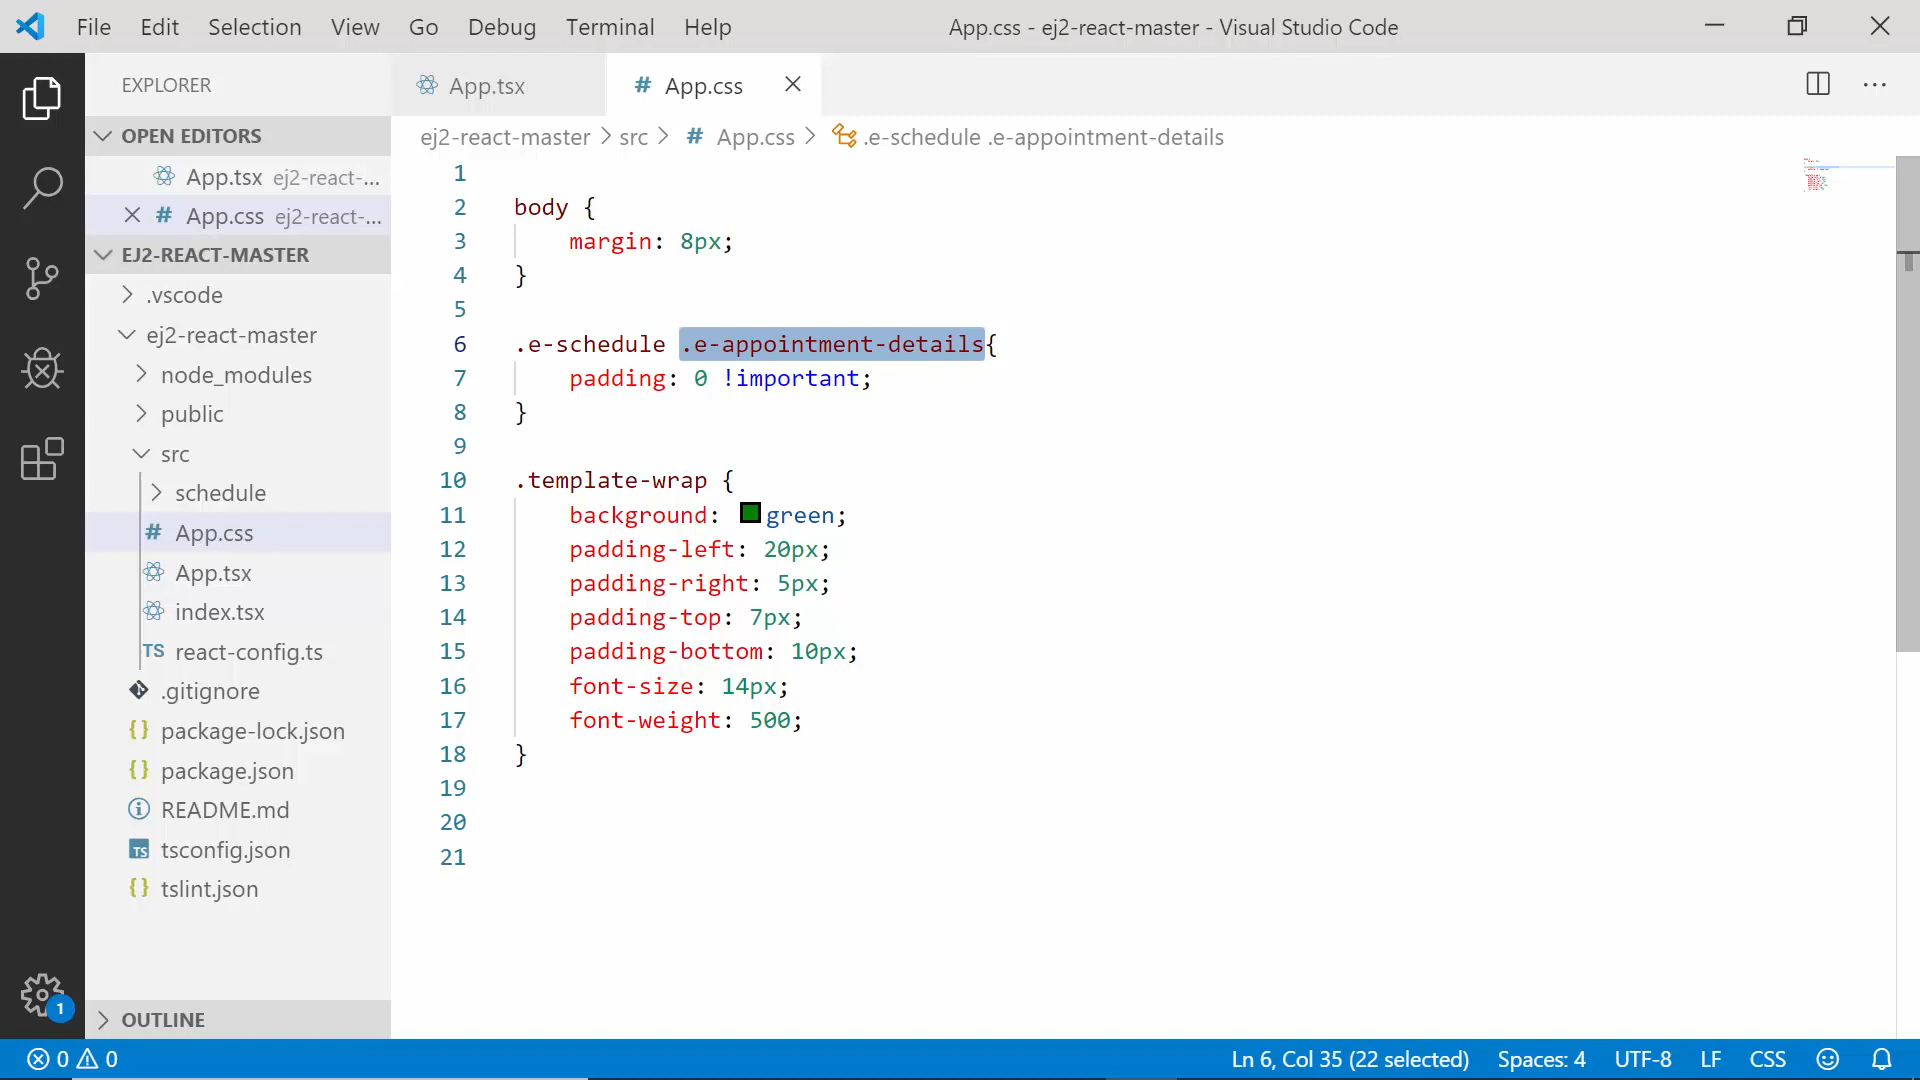 File Edit Selection View Go Debug Terminal Help
App.css - ej2-react-master - Visual Studio Code
EXPLORER
OPEN EDITORS
App.tsx ej2-react-...
App.css ej2-react-...
EJ2-REACT-MASTER
.vscode
ej2-react-master
node_modules
public
src
schedule
App.css
App.tsx
index.tsx
TS react-config.ts
.gitignore
{} package-lock.json
{} package.json
README.md
TS tsconfig.json
{} tslint.json
OUTLINE
1
App.tsx
# App.css
ej2-react-master > src > # App.css > .e-schedule .e-appointment-details
1
2 body {
3 margin: 8px;
4 }
5
6 .e-schedule .e-appointment-details{
7 padding: 0 !important;
8 }
9
10 .template-wrap {
11 background: green;
12 padding-left: 20px;
13 padding-right: 5px;
14 padding-top: 7px;
15 padding-bottom: 10px;
16 font-size: 14px;
17 font-weight: 500;
18 }
19
20
21
0 0
Ln 6, Col 35 (22 selected) Spaces: 4 UTF-8 LF CSS